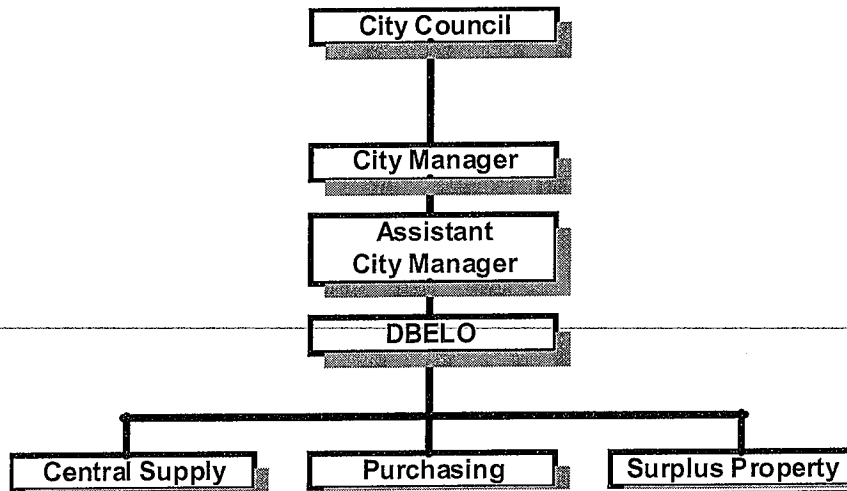 City Council
City Manager
Assistant
City Manager
DBELO
Central Supply
Purchasing
Surplus Property